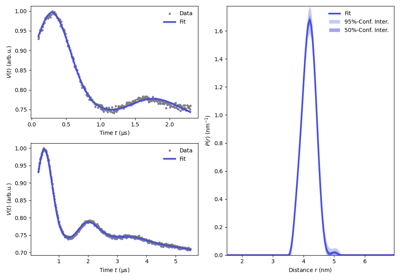 1.00
0.95
0.90
0.85
0.80
0.75
V(t) (arb.u.)
Data
Fit
0.0 0.5 1.0 1.5 2.0
Time t (μs)
1.00
0.95
0.90
0.85
0.80
0.75
0.70
V(t) (arb.u.)
Data
Fit
1 2 3 4 5
Time t (μs)
1.6
1.4
1.2
1.0
0.8
0.6
0.4
0.2
0.0
P(r) (nm⁻¹)
Fit
95%-Conf. Inter.
50%-Conf. Inter.
2 3 4 5 6
Distance r (nm)